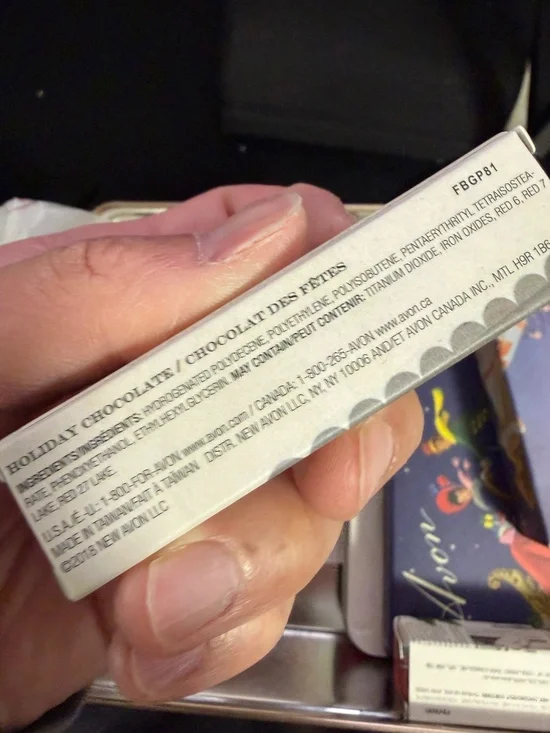 FBGP81
HOLIDAY CHOCOLATE / CHOCOLAT DES FÊTES
INGREDIENTS/INGRÉDIENTS: HYDROGENATED POLYDECENE, POLYETHYLENE, POLYISOBUTENE, PENTAERYTHRITYL TETRAISOSTEA-
RATE, PHENOXYETHANOL, ETHYLHEXYLGLYCERIN. MAY CONTAIN/PEUT CONTENIR: TITANIUM DIOXIDE, IRON OXIDES, RED 6, RED 7
LAKE, RED 27 LAKE.
U.S.A./É.-U.: 1-800-FOR-AVON www.avon.com / CANADA: 1-800-265-AVON www.avon.ca
MADE IN TAIWAN/FAIT À TAÏWAN DISTR. NEW AVON LLC, NY, NY 10006 AND/ET AVON CANADA INC., MTL H9R 1B
©2018 NEW AVON LLC
Avon